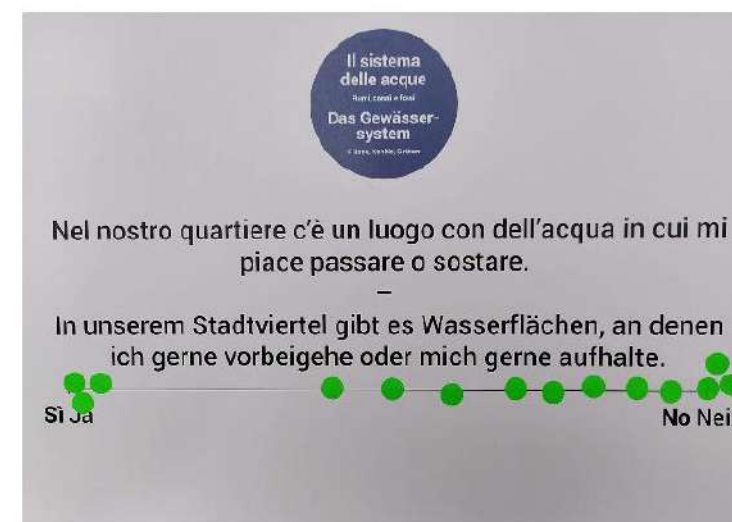 Il sistema
delle acque
Das Gewässer-
system
Nel nostro quartiere c'è un luogo con dell'acqua in cui mi
piace passare o sostare.
–
In unserem Stadtviertel gibt es Wasserflächen, an denen
ich gerne vorbeigehe oder mich gerne aufhalte.
Sì Ja
No Nei